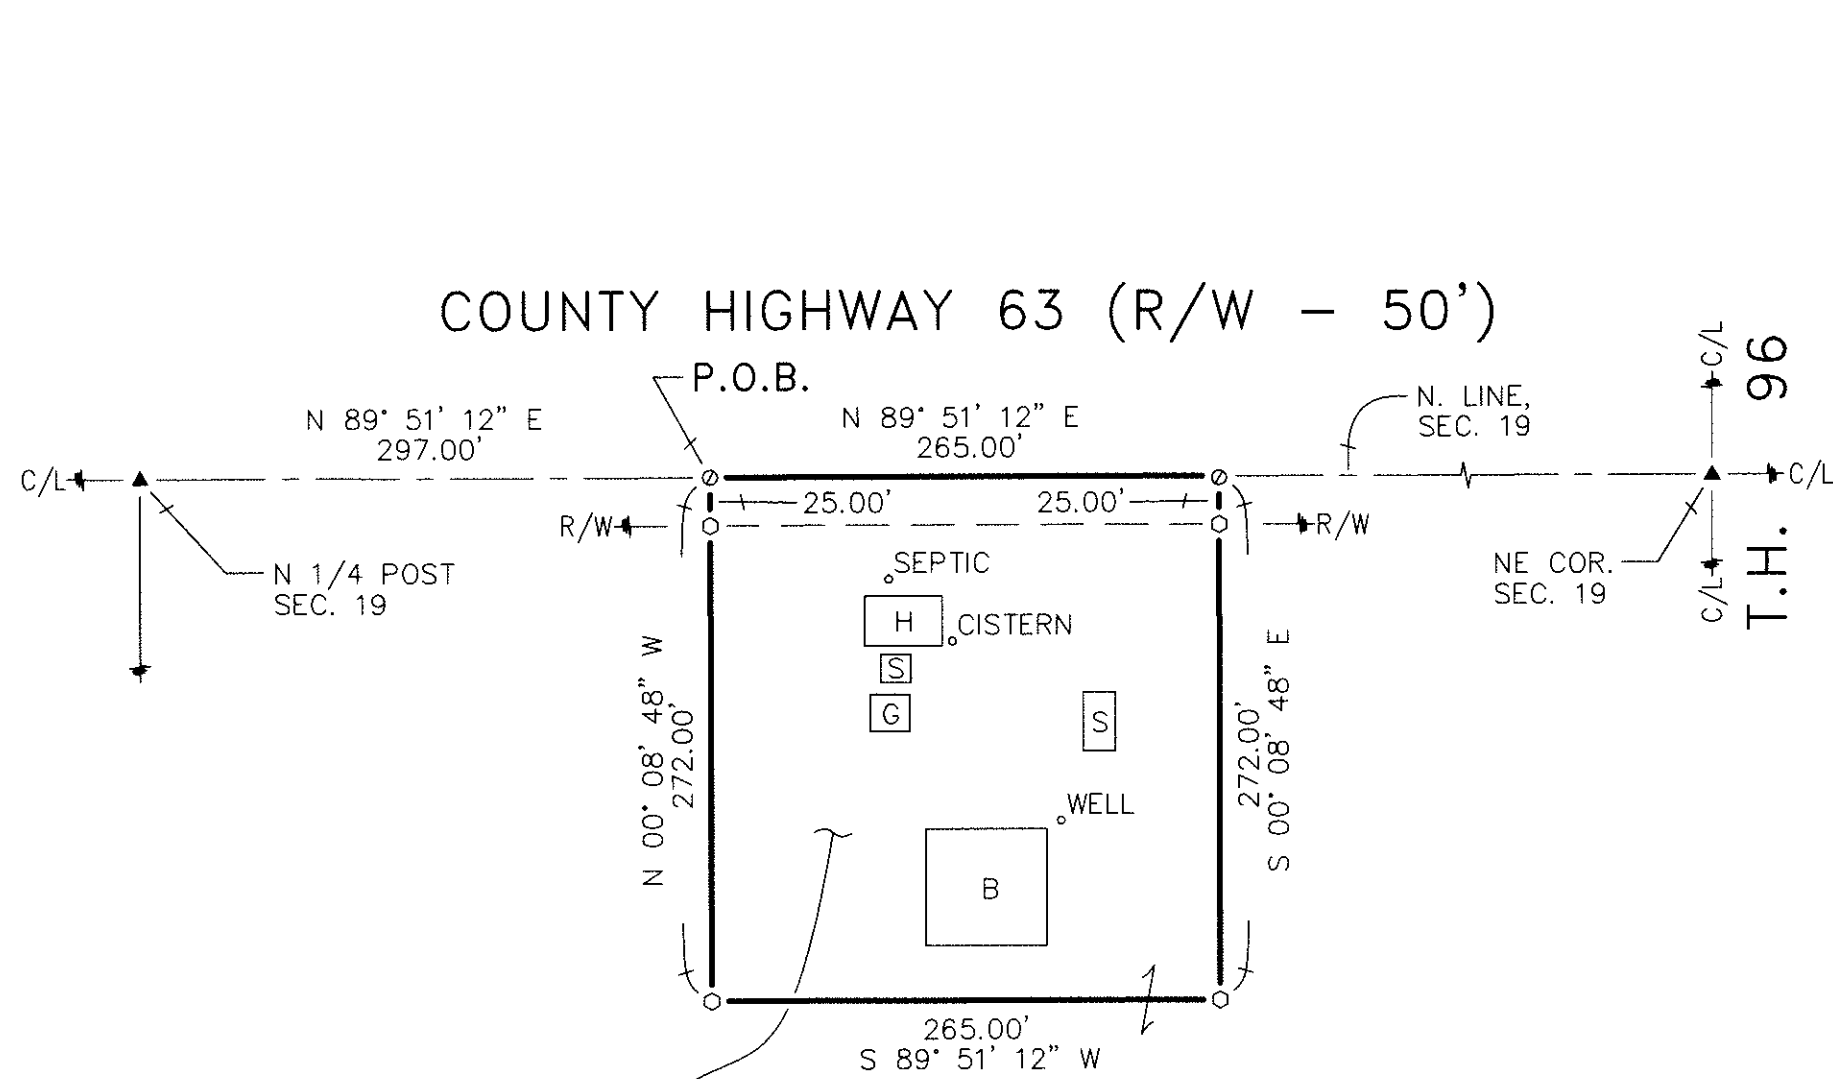 COUNTY HIGHWAY 63 (R/W - 50')
P.O.B.
N 89° 51' 12" E
297.00'
N 89° 51' 12" E
265.00'
N. LINE,
SEC. 19
C/L
T.H. 96
C/L
C/L
25.00'
25.00'
R/W
R/W
N 1/4 POST
SEC. 19
NE COR.
SEC. 19
C/L
SEPTIC
H
CISTERN
S
G
S
N 00° 08' 48" W
272.00'
272.00'
S 00° 08' 48" E
WELL
B
265.00'
S 89° 51' 12" W